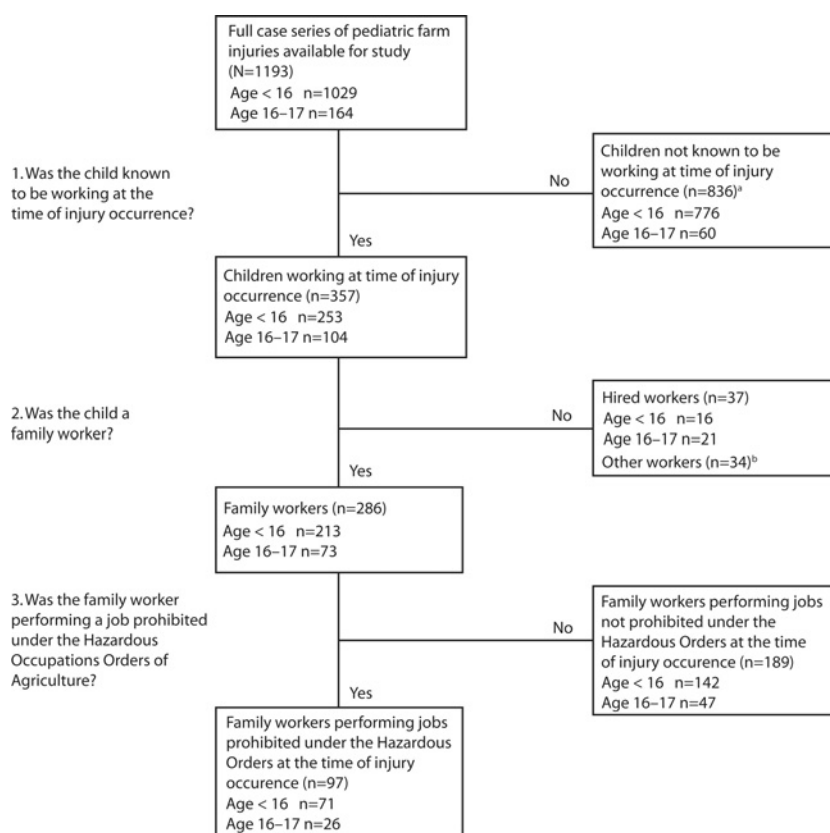 Full case series of pediatric farm
injuries available for study
(N=1193)
Age < 16 n=1029
Age 16–17 n=164
1. Was the child known
to be working at the
time of injury occurrence?
No
Children not known to be
working at time of injury
occurrence (n=836)ᵃ
Age < 16 n=776
Age 16–17 n=60
Yes
Children working at time of injury
occurrence (n=357)
Age < 16 n=253
Age 16–17 n=104
2. Was the child a
family worker?
No
Hired workers (n=37)
Age < 16 n=16
Age 16–17 n=21
Other workers (n=34)ᵇ
Yes
Family workers (n=286)
Age < 16 n=213
Age 16–17 n=73
3. Was the family worker
performing a job prohibited
under the Hazardous
Occupations Orders of
Agriculture?
No
Family workers performing jobs
not prohibited under the
Hazardous Orders at the time
of injury occurence (n=189)
Age < 16 n=142
Age 16–17 n=47
Yes
Family workers performing jobs
prohibited under the Hazardous
Orders at the time of injury
occurence (n=97)
Age < 16 n=71
Age 16–17 n=26